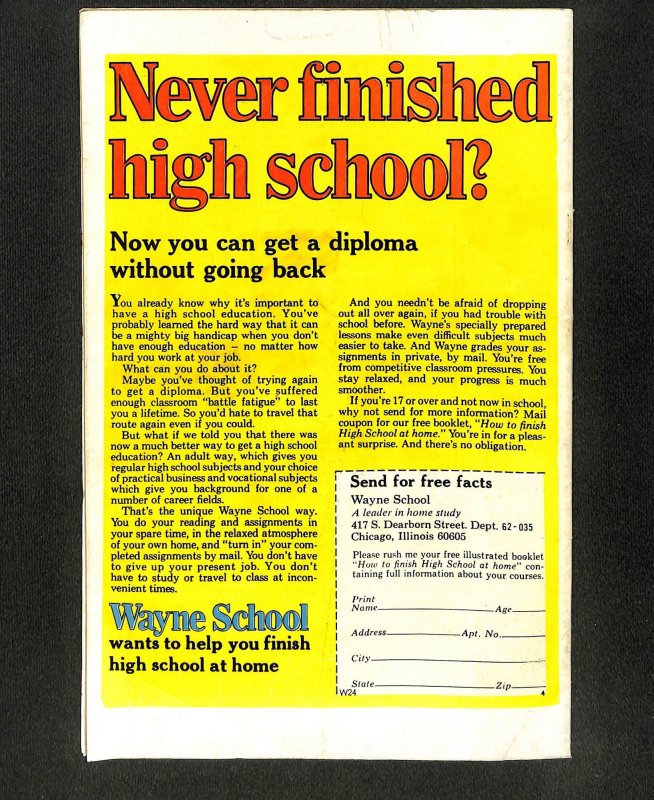 Never finished
high school?
Now you can get a diploma
without going back
You already know why it's important to
have a high school education. You've
probably learned the hard way that it can
be a mighty big handicap when you don't
have enough education – no matter how
hard you work at your job.
What can you do about it?
Maybe you've thought of trying again
to get a diploma. But you've suffered
enough classroom "battle fatigue" to last
you a lifetime. So you'd hate to travel that
route again even if you could.
But what if we told you that there was
now a much better way to get a high school
education? An adult way, which gives you
regular high school subjects and your choice
of practical business and vocational subjects
which give you background for one of a
number of career fields.
That's the unique Wayne School way.
You do your reading and assignments in
your spare time, in the relaxed atmosphere
of your own home, and "turn in" your com-
pleted assignments by mail. You don't have
to give up your present job. You don't
have to study or travel to class at incon-
venient times.
Wayne School
wants to help you finish
high school at home
And you needn't be afraid of dropping
out all over again, if you had trouble with
school before. Wayne's specially prepared
lessons make even difficult subjects much
easier to take. And Wayne grades your as-
signments in private, by mail. You're free
from competitive classroom pressures. You
stay relaxed, and your progress is much
smoother.
If you're 17 or over and not now in school,
why not send for more information? Mail
coupon for our free booklet, "How to finish
High School at home." You're in for a pleas-
ant surprise. And there's no obligation.
Send for free facts
Wayne School
A leader in home study
417 S. Dearborn Street, Dept. 62-035
Chicago, Illinois 60605
Please rush me your free illustrated booklet
"How to finish High School at home" con-
taining full information about your courses.
Print
Name Age
Address Apt. No.
City
State Zip
W24 4